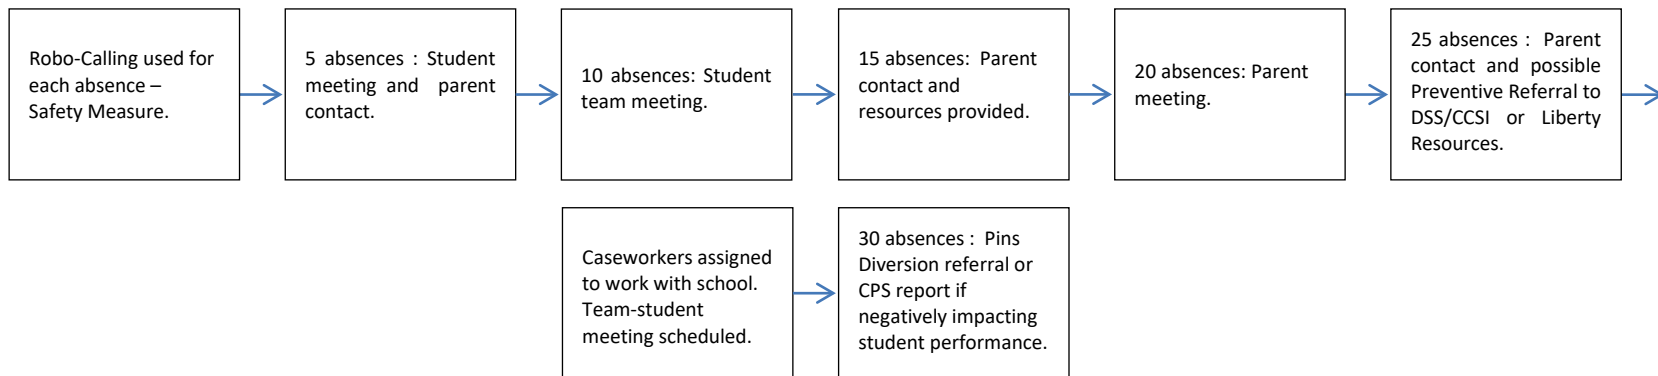 Robo-Calling used for
each absence –
Safety Measure.
5 absences : Student
meeting and parent
contact.
10 absences: Student
team meeting.
15 absences: Parent
contact and
resources provided.
20 absences: Parent
meeting.
25 absences : Parent
contact and possible
Preventive Referral to
DSS/CCSI or Liberty
Resources.
Caseworkers assigned
to work with school.
Team-student
meeting scheduled.
30 absences : Pins
Diversion referral or
CPS report if
negatively impacting
student performance.